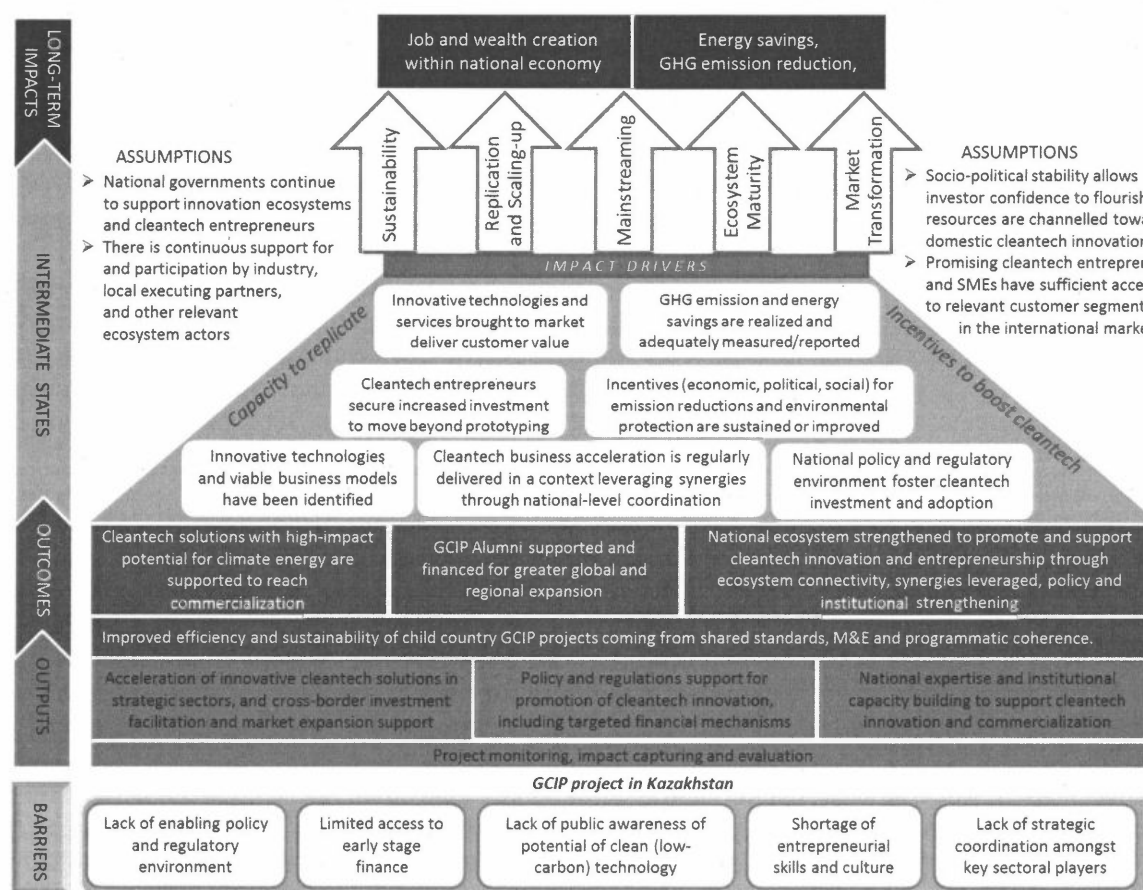 LONG-TERM
IMPACTS
Job and wealth creation
within national economy
Energy savings,
GHG emission reduction,
Sustainability
Replication
and Scaling-up
Mainstreaming
Ecosystem
Maturity
Market
Transformation
IMPACT DRIVERS
ASSUMPTIONS
➢ National governments continue
to support innovation ecosystems
and cleantech entrepreneurs
➢ There is continuous support for
and participation by industry,
local executing partners,
and other relevant
ecosystem actors
ASSUMPTIONS
➢ Socio-political stability allows
investor confidence to flourish
resources are channelled towa
domestic cleantech innovation
➢ Promising cleantech entrepren
and SMEs have sufficient acce
to relevant customer segment
in the international marke
INTERMEDIATE STATES
Capacity to replicate
Incentives to boost cleantech
Innovative technologies and
services brought to market
deliver customer value
GHG emission and energy
savings are realized and
adequately measured/reported
Cleantech entrepreneurs
secure increased investment
to move beyond prototyping
Incentives (economic, political, social) for
emission reductions and environmental
protection are sustained or improved
Innovative technologies
and viable business models
have been identified
Cleantech business acceleration is regularly
delivered in a context leveraging synergies
through national-level coordination
National policy and regulatory
environment foster cleantech
investment and adoption
OUTCOMES
Cleantech solutions with high-impact
potential for climate energy are
supported to reach
commercialization
GCIP Alumni supported and
financed for greater global and
regional expansion
National ecosystem strengthened to promote and support
cleantech innovation and entrepreneurship through
ecosystem connectivity, synergies leveraged, policy and
institutional strengthening
Improved efficiency and sustainability of child country GCIP projects coming from shared standards, M&E and programmatic coherence.
OUTPUTS
Acceleration of innovative cleantech solutions in
strategic sectors, and cross-border investment
facilitation and market expansion support
Policy and regulations support for
promotion of cleantech innovation,
including targeted financial mechanisms
National expertise and institutional
capacity building to support cleantech
innovation and commercialization
Project monitoring, impact capturing and evaluation
GCIP project in Kazakhstan
BARRIERS
Lack of enabling policy
and regulatory
environment
Limited access to
early stage
finance
Lack of public awareness of
potential of clean (low-
carbon) technology
Shortage of
entrepreneurial
skills and culture
Lack of strategic
coordination amongst
key sectoral players